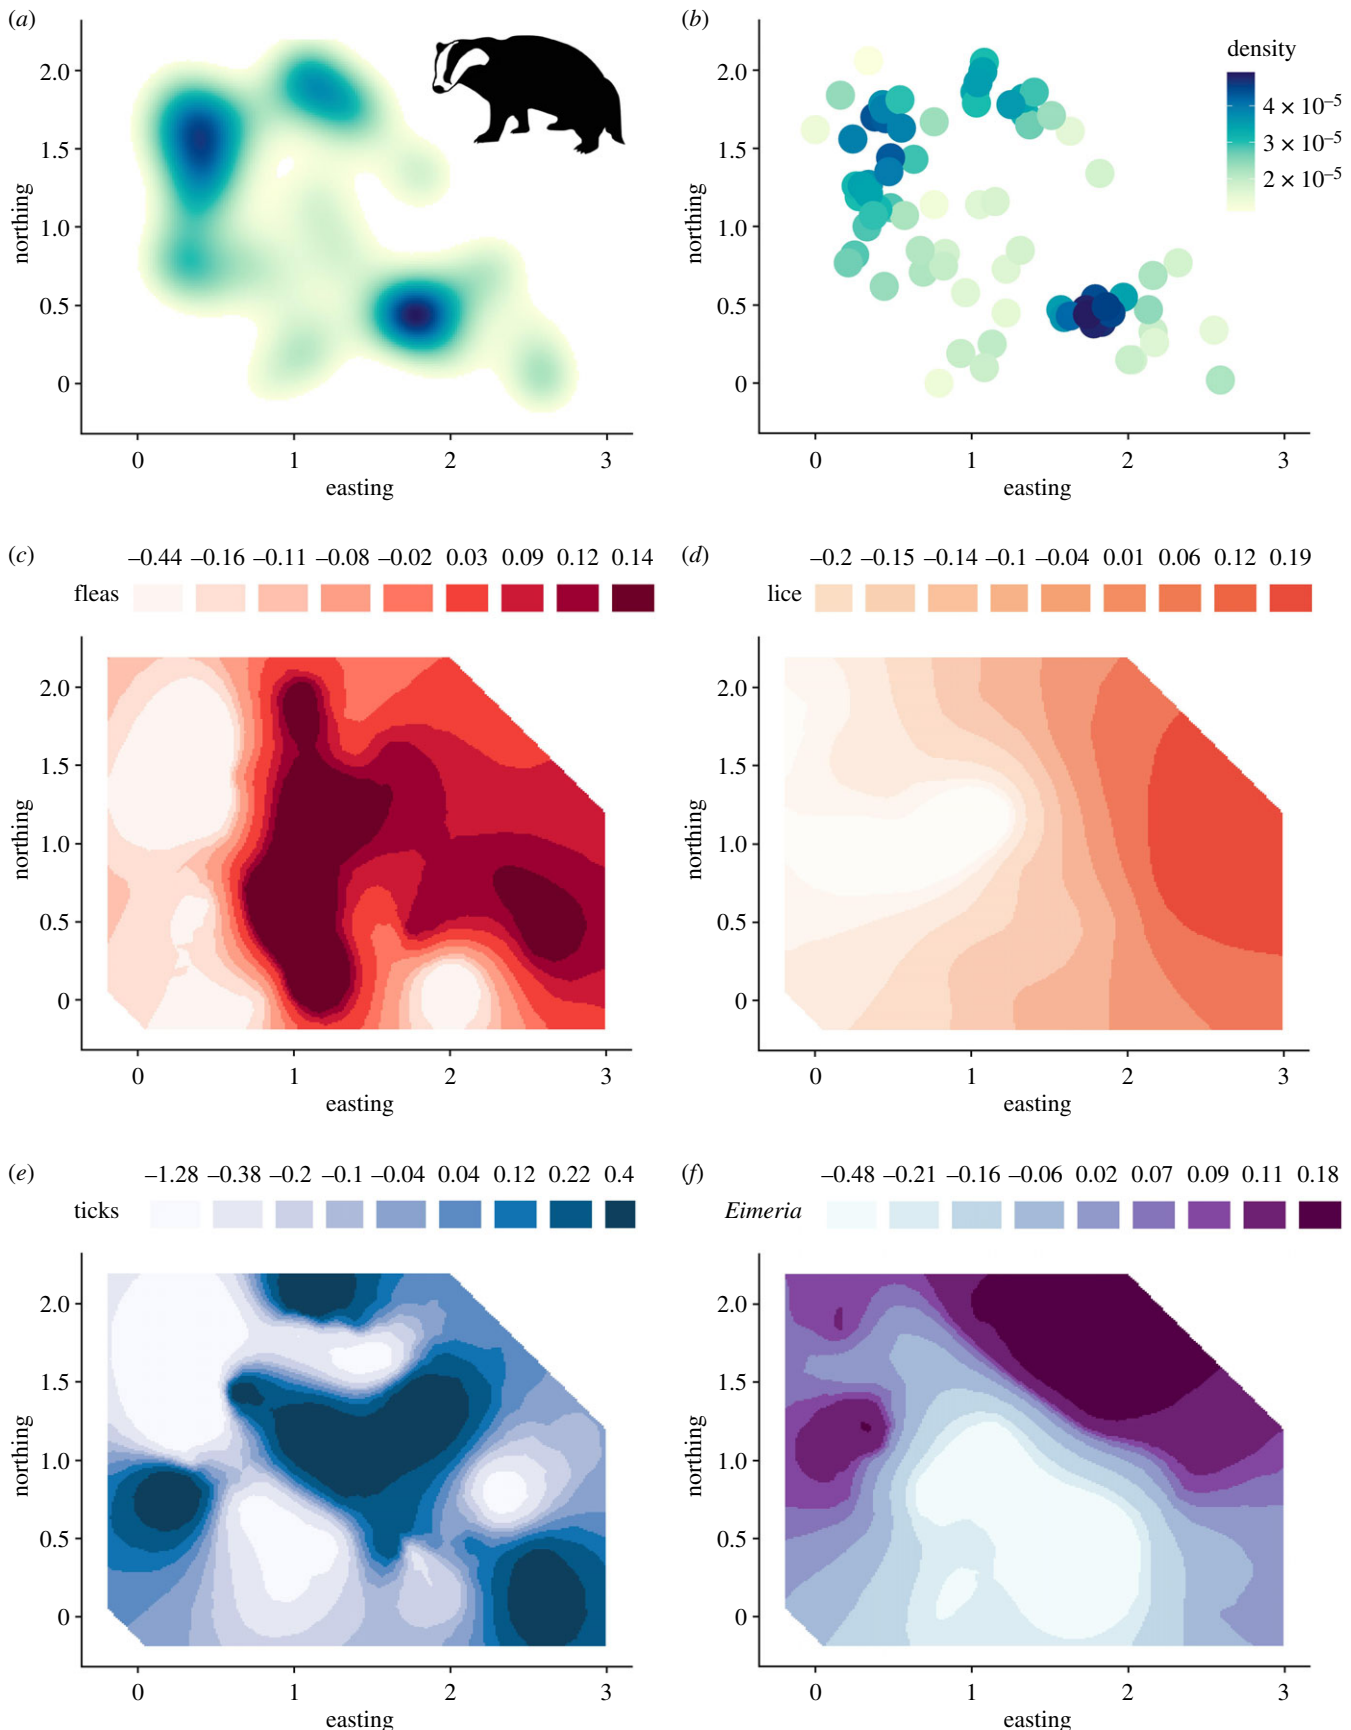 (a)
(b)
2.0
1.5
1.0
0.5
0
northing
0 1 2 3
easting
density
4 × 10–5
3 × 10–5
2 × 10–5
2.0
1.5
1.0
0.5
0
northing
0 1 2 3
easting
(c)
–0.44 –0.16 –0.11 –0.08 –0.02 0.03 0.09 0.12 0.14
fleas
2.0
1.5
1.0
0.5
0
northing
0 1 2 3
easting
(d)
–0.2 –0.15 –0.14 –0.1 –0.04 0.01 0.06 0.12 0.19
lice
2.0
1.5
1.0
0.5
0
northing
0 1 2 3
easting
(e)
–1.28 –0.38 –0.2 –0.1 –0.04 0.04 0.12 0.22 0.4
ticks
2.0
1.5
1.0
0.5
0
northing
0 1 2 3
easting
(f)
–0.48 –0.21 –0.16 –0.06 0.02 0.07 0.09 0.11 0.18
Eimeria
2.0
1.5
1.0
0.5
0
northing
0 1 2 3
easting